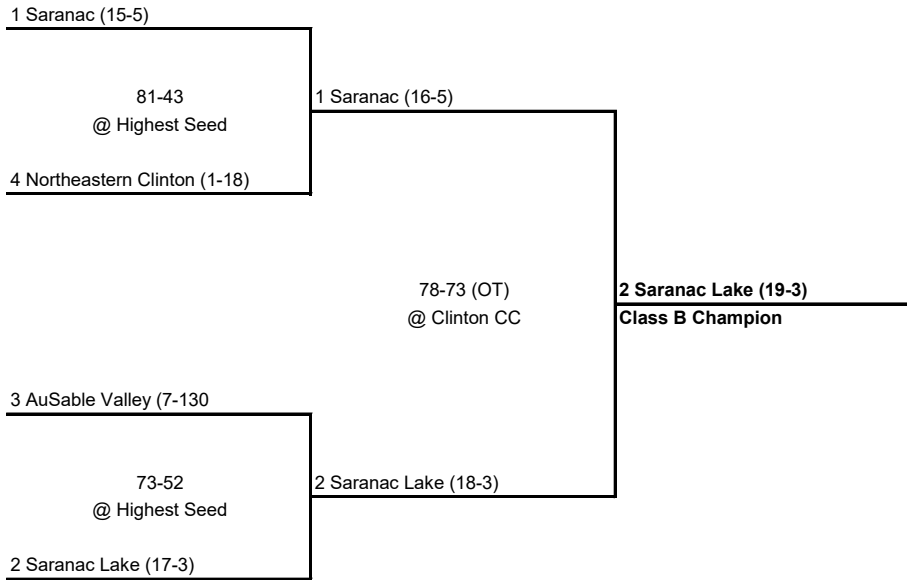 1 Saranac (15-5)
81-43
@ Highest Seed
1 Saranac (16-5)
4 Northeastern Clinton (1-18)
78-73 (OT)
@ Clinton CC
2 Saranac Lake (19-3)
Class B Champion
3 AuSable Valley (7-130
73-52
@ Highest Seed
2 Saranac Lake (18-3)
2 Saranac Lake (17-3)